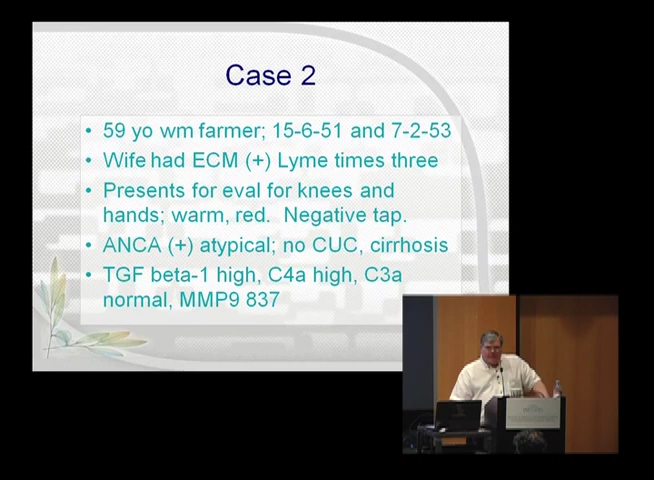 Case 2
• 59 yo wm farmer; 15-6-51 and 7-2-53
• Wife had ECM (+) Lyme times three
• Presents for eval for knees and
hands; warm, red. Negative tap.
• ANCA (+) atypical; no CUC, cirrhosis
• TGF beta-1 high, C4a high, C3a
normal, MMP9 837